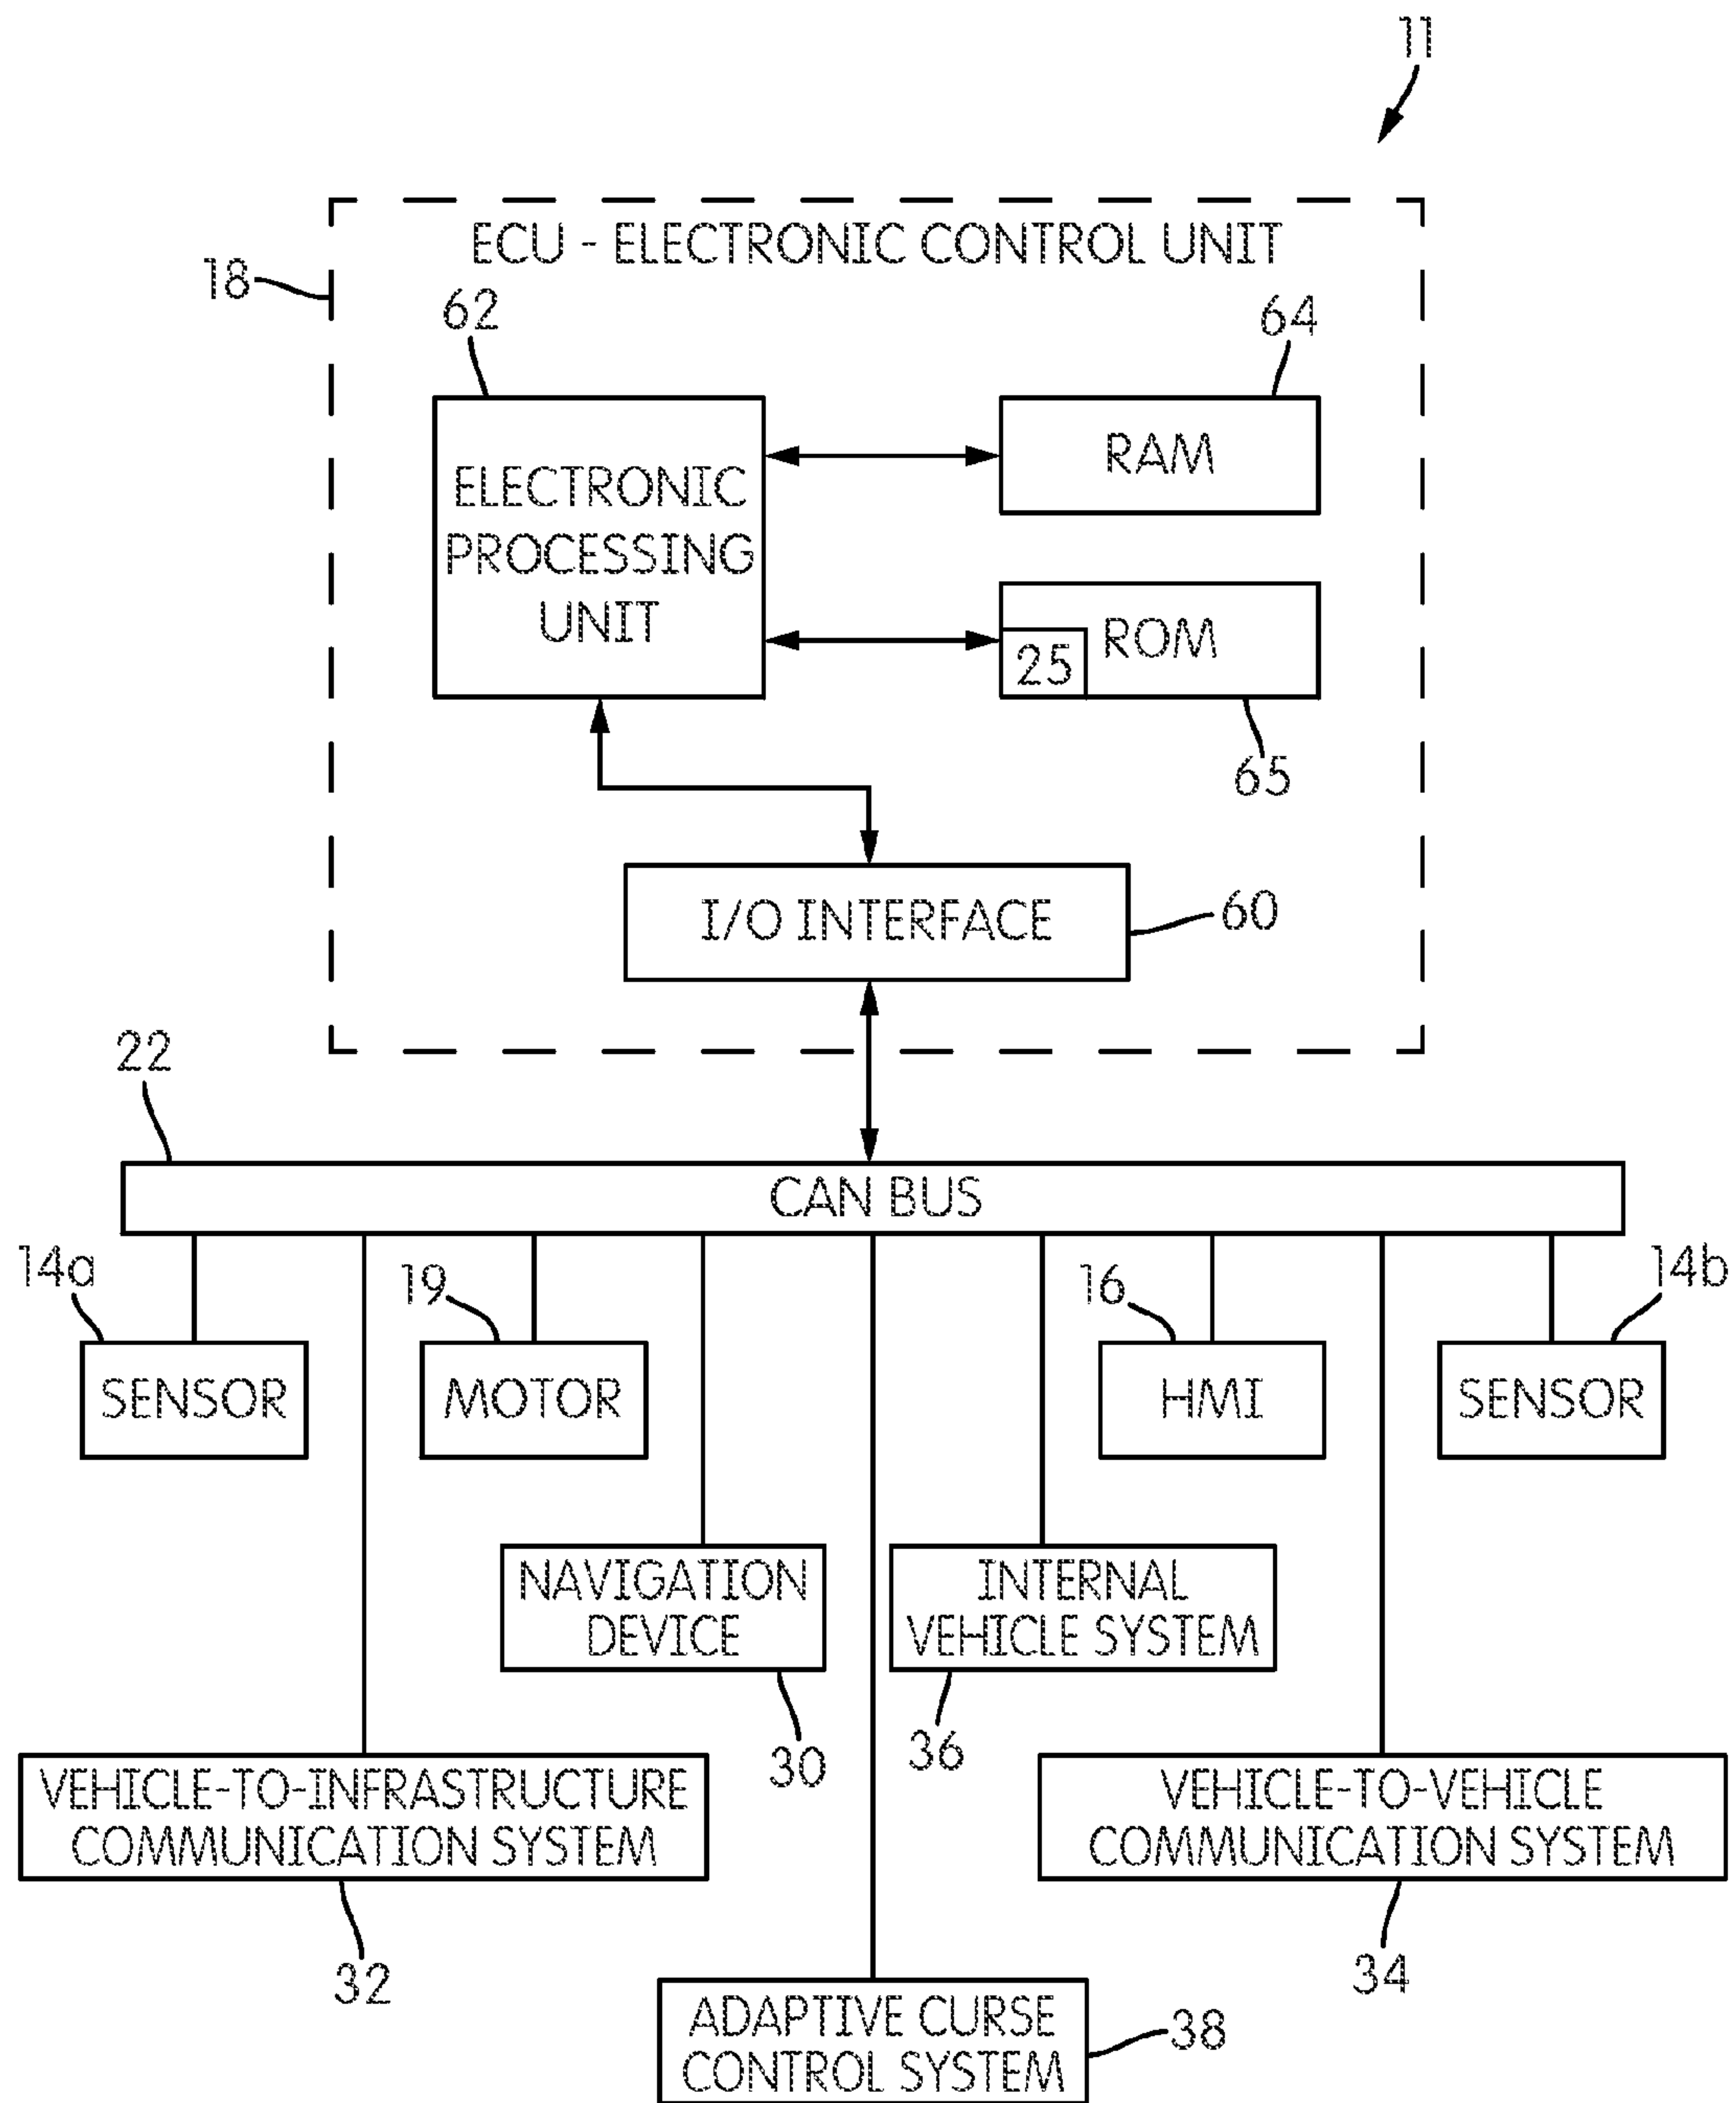 11
ECU - ELECTRONIC CONTROL UNIT
18
62
64
ELECTRONIC
PROCESSING
UNIT
RAM
ROM
25
65
I/O INTERFACE
60
22
CAN BUS
14a
19
16
14b
SENSOR
MOTOR
HMI
SENSOR
NAVIGATION
DEVICE
INTERNAL
VEHICLE SYSTEM
30
36
VEHICLE-TO-INFRASTRUCTURE
COMMUNICATION SYSTEM
VEHICLE-TO-VEHICLE
COMMUNICATION SYSTEM
32
34
ADAPTIVE CURSE
CONTROL SYSTEM
38